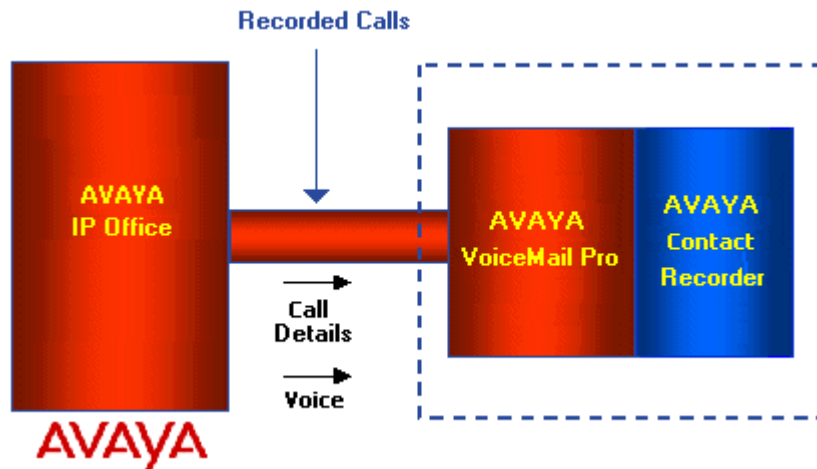 Recorded Calls
AVAYA
IP Office
AVAYA
VoiceMail Pro
AVAYA
Contact
Recorder
Call
Details
Voice
AVAYA